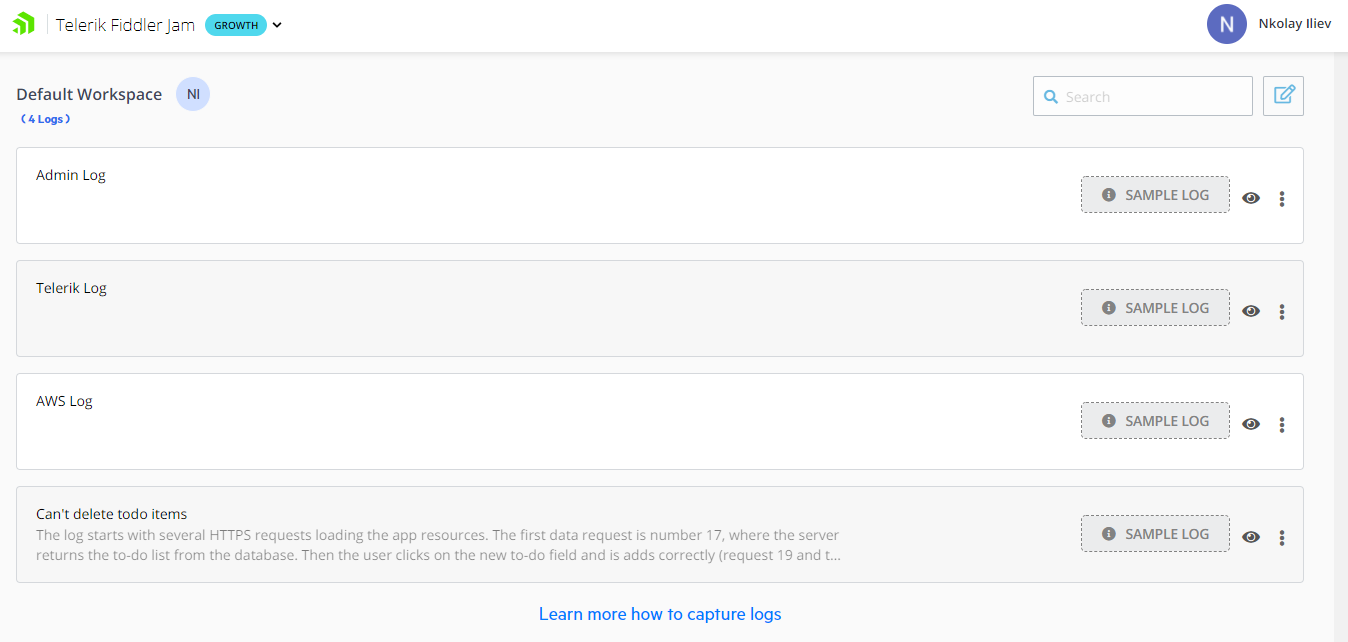 Telerik Fiddler Jam GROWTH
N Nkolay Iliev
Default Workspace NI
( 4 Logs )
Search
Admin Log
SAMPLE LOG
Telerik Log
SAMPLE LOG
AWS Log
SAMPLE LOG
Can't delete todo items
The log starts with several HTTPS requests loading the app resources. The first data request is number 17, where the server
returns the to-do list from the database. Then the user clicks on the new to-do field and is adds correctly (request 19 and t...
SAMPLE LOG
Learn more how to capture logs